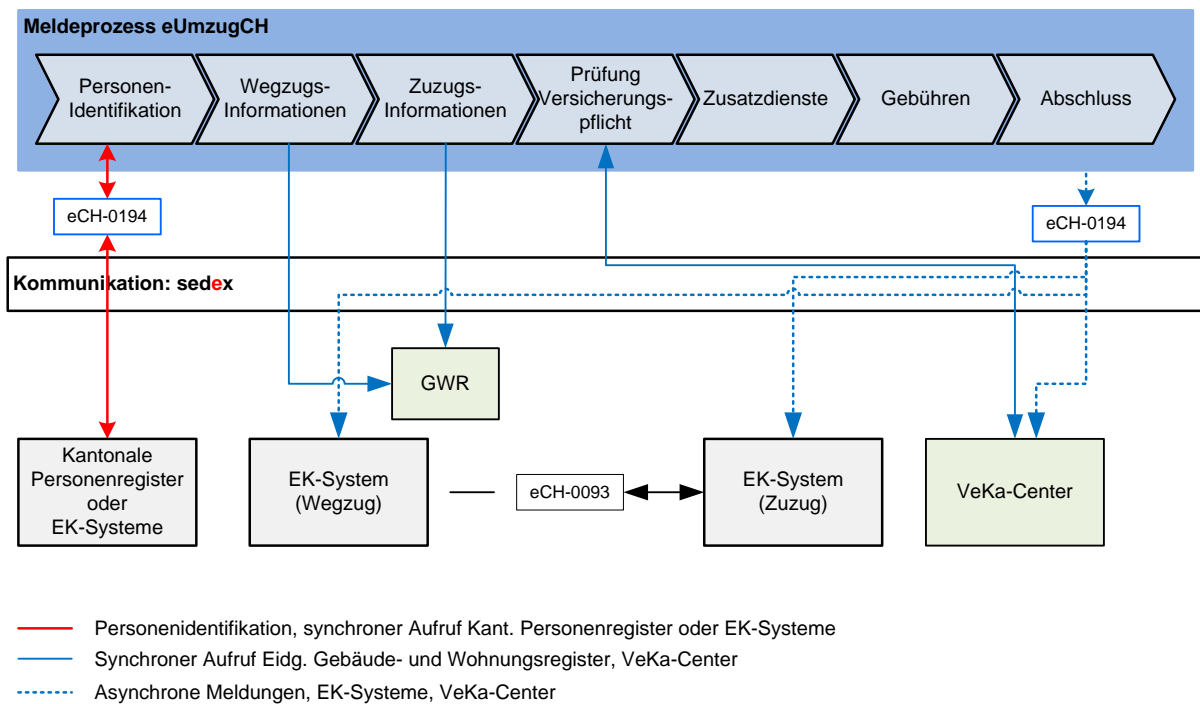 Meldeprozess eUmzugCH
Personen-
Identifikation
Wegzugs-
Informationen
Zuzugs-
Informationen
Prüfung
Versicherungs-
pflicht
Zusatzdienste
Gebühren
Abschluss
eCH-0194
eCH-0194
Kommunikation: sedex
GWR
Kantonale
Personenregister
oder
EK-Systeme
EK-System
(Wegzug)
eCH-0093
EK-System
(Zuzug)
VeKa-Center
Personenidentifikation, synchroner Aufruf Kant. Personenregister oder EK-Systeme
Synchroner Aufruf Eidg. Gebäude- und Wohnungsregister, VeKa-Center
Asynchrone Meldungen, EK-Systeme, VeKa-Center